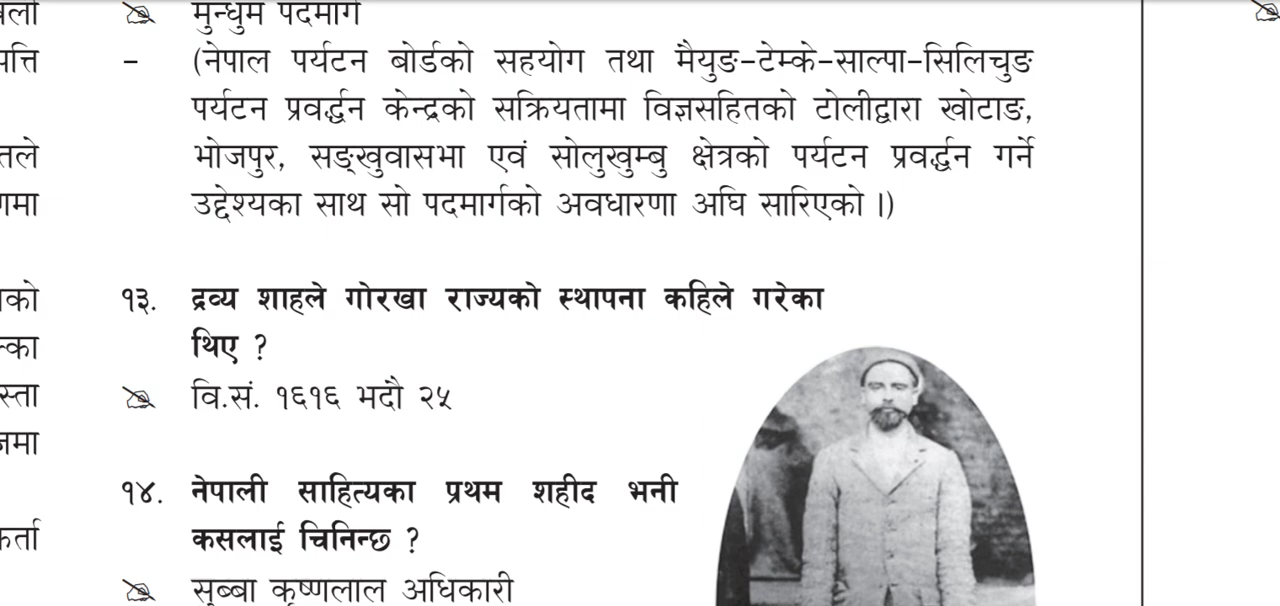 मुन्धुम पदमार्ग
– (नेपाल पर्यटन बोर्डको सहयोग तथा मैयुङ-टेम्के-साल्पा-सिलिचुङ
पर्यटन प्रवर्द्धन केन्द्रको सक्रियतामा विज्ञसहितको टोलीद्वारा खोटाङ,
भोजपुर, सङ्खुवासभा एवं सोलुखुम्बु क्षेत्रको पर्यटन प्रवर्द्धन गर्ने
उद्देश्यका साथ सो पदमार्गको अवधारणा अघि सारिएको ।)
१३. द्रव्य शाहले गोरखा राज्यको स्थापना कहिले गरेका
थिए ?
वि.सं. १६१६ भदौ २५
१४. नेपाली साहित्यका प्रथम शहीद भनी
कसलाई चिनिन्छ ?
सुब्बा कृष्णलाल अधिकारी